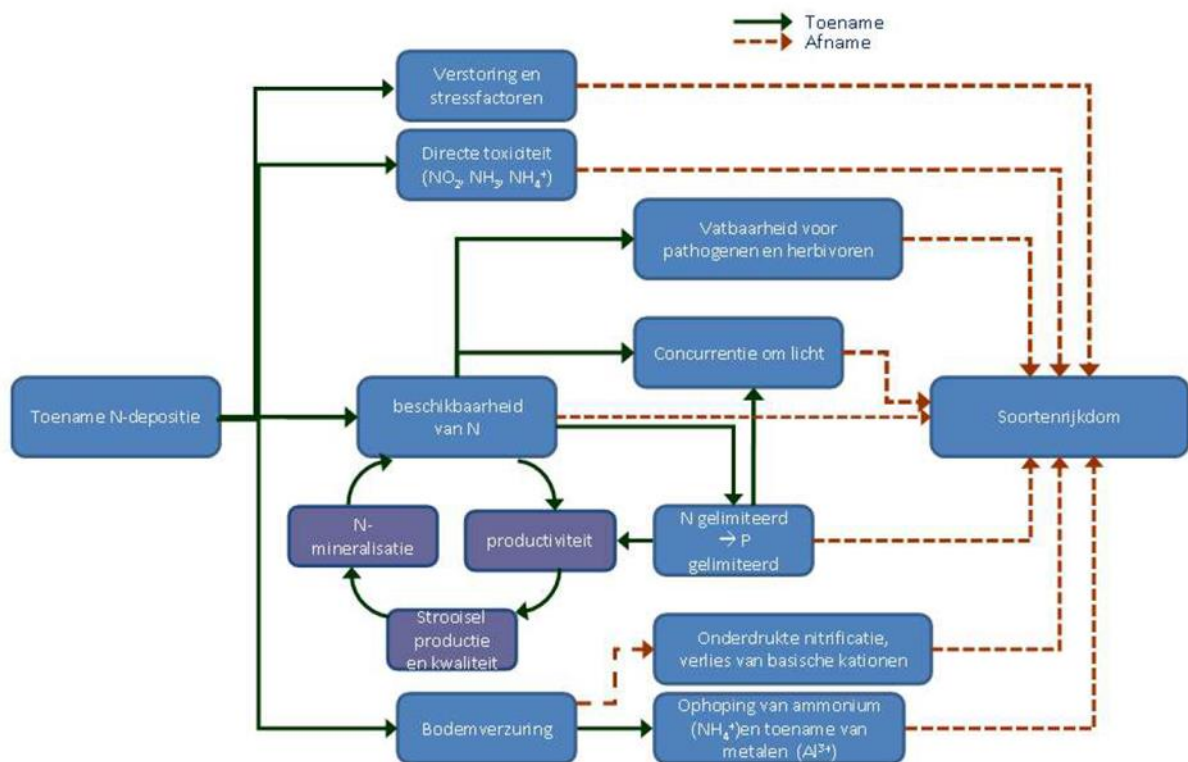 Toename
Afname
Verstoring en
stressfactoren
Directe toxiciteit
(NO₂, NH₃, NH₄⁺)
Vatbaarheid voor
pathogenen en herbivoren
Concurrentie om licht
Toename N-depositie
beschikbaarheid
van N
Soortenrijkdom
N-
mineralisatie
productiviteit
N gelimiteerd
→ P
gelimiteerd
Strooisel
productie
en kwaliteit
Onderdrukte nitrificatie,
verlies van basische kationen
Bodemverzuring
Ophoping van ammonium
(NH₄⁺)en toename van
metalen (Al³⁺)